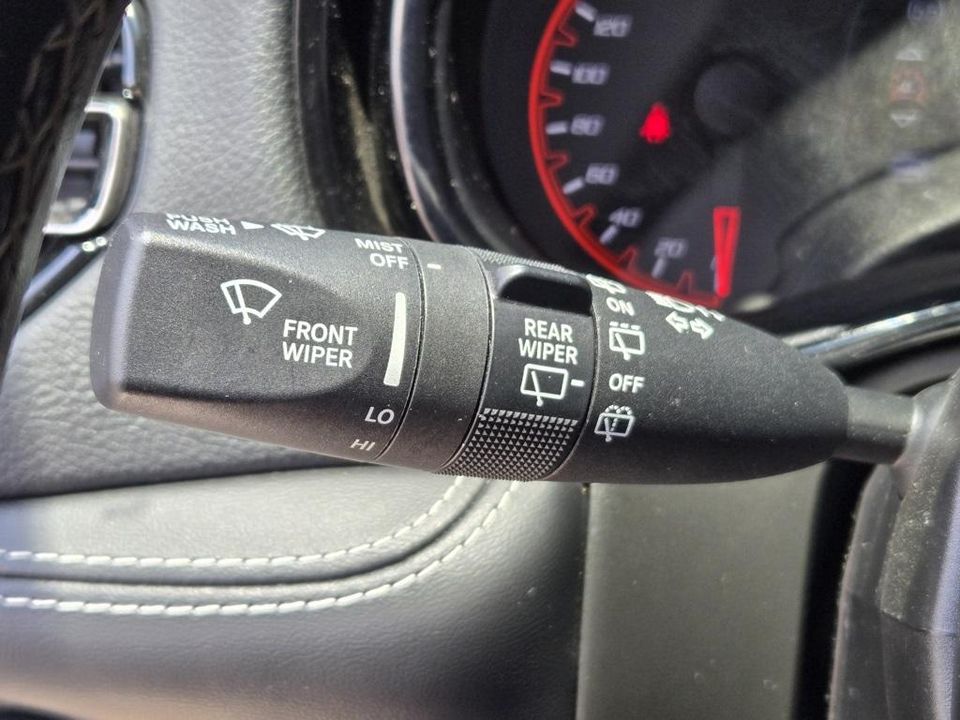 PUSH
WASH
MIST
OFF
FRONT
WIPER
LO
HI
REAR
WIPER
ON
OFF
120
100
80
60
40
20